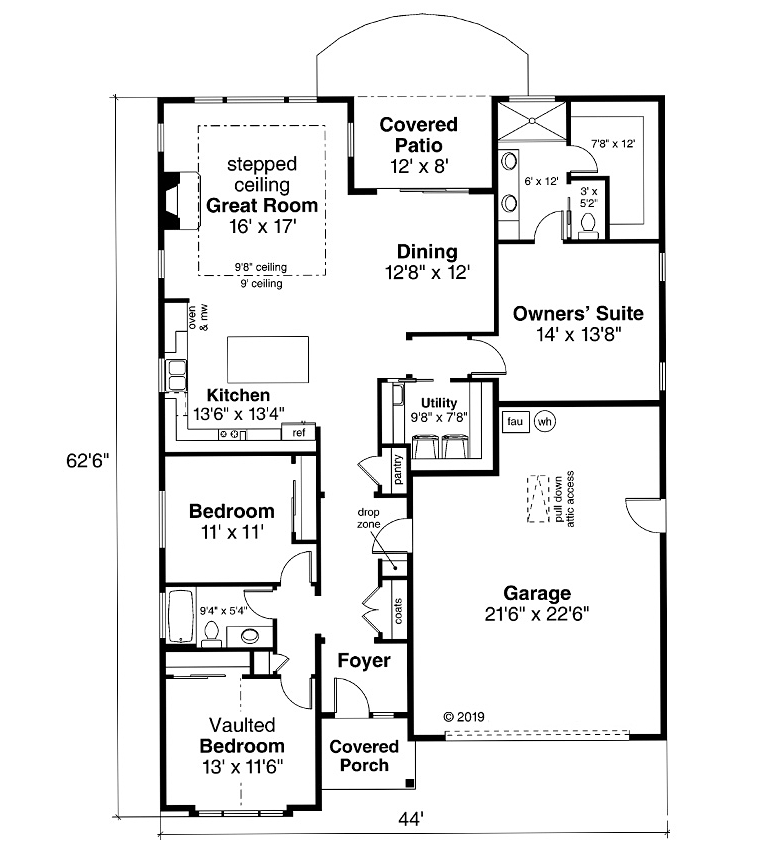 Covered
Patio
12' x 8'
7'8" x 12'
6' x 12'
3' x
5'2"
stepped
ceiling
Great Room
16' x 17'
9'8" ceiling
9' ceiling
Dining
12'8" x 12'
Owners' Suite
14' x 13'8"
oven
& mw
Kitchen
13'6" x 13'4"
ref
Utility
9'8" x 7'8"
fau
wh
62'6"
pantry
pull down
attic access
Bedroom
11' x 11'
drop
zone
Garage
21'6" x 22'6"
9'4" x 5'4"
coats
Foyer
© 2019
Vaulted
Bedroom
13' x 11'6"
Covered
Porch
44'